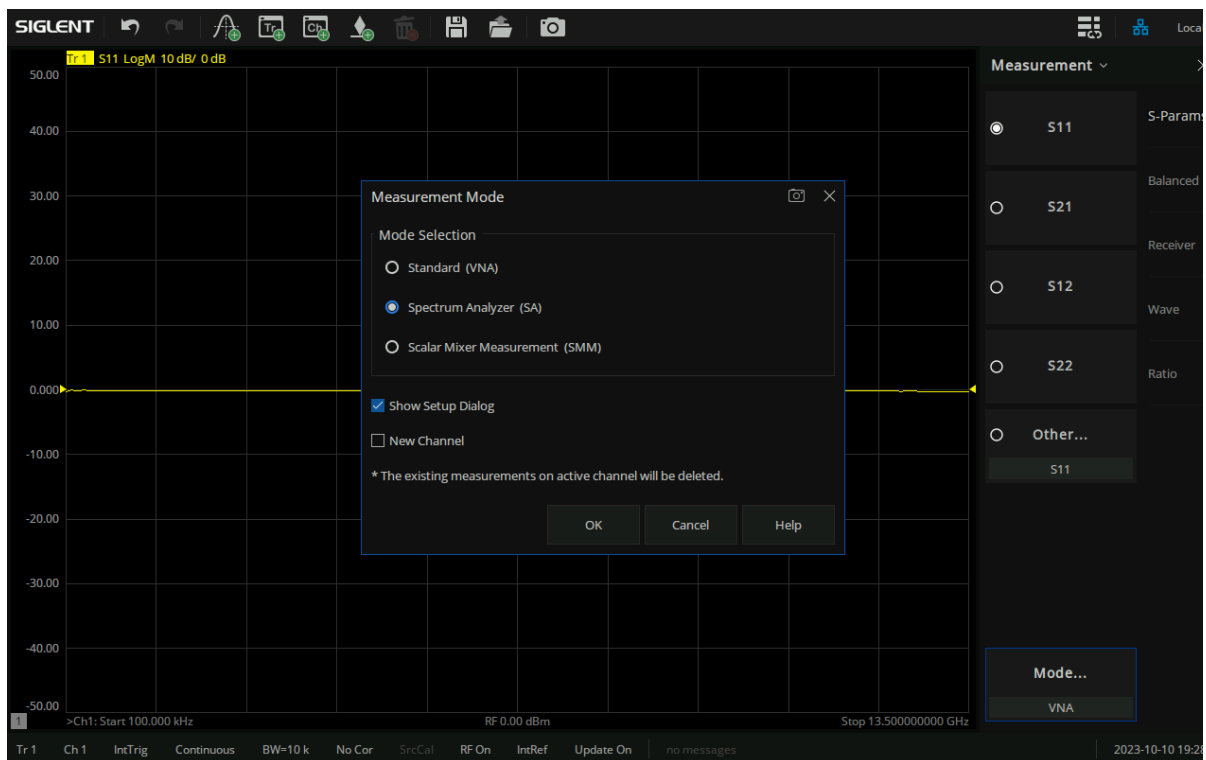 SIGLENT
Tr
Ch
Local
Tr 1 S11 LogM 10 dB/ 0 dB
50.00
40.00
30.00
20.00
10.00
0.000
-10.00
-20.00
-30.00
-40.00
-50.00
Measurement Mode
Mode Selection
Standard (VNA)
Spectrum Analyzer (SA)
Scalar Mixer Measurement (SMM)
Show Setup Dialog
New Channel
* The existing measurements on active channel will be deleted.
OK Cancel Help
1 >Ch1: Start 100.000 kHz RF 0.00 dBm Stop 13.500000000 GHz
Measurement
S11
S21
S12
S22
Other...
S11
Mode...
VNA
S-Params
Balanced
Receiver
Wave
Ratio
Tr 1 Ch 1 IntTrig Continuous BW=10 k No Cor SrcCal RF On IntRef Update On no messages 2023-10-10 19:28